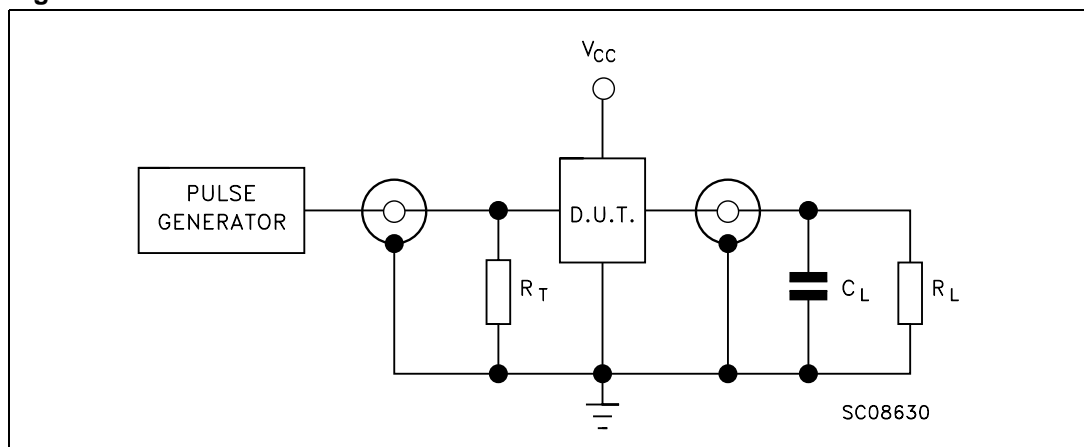 V_CC
PULSE
GENERATOR
D.U.T.
R_T
C_L
R_L
SC08630